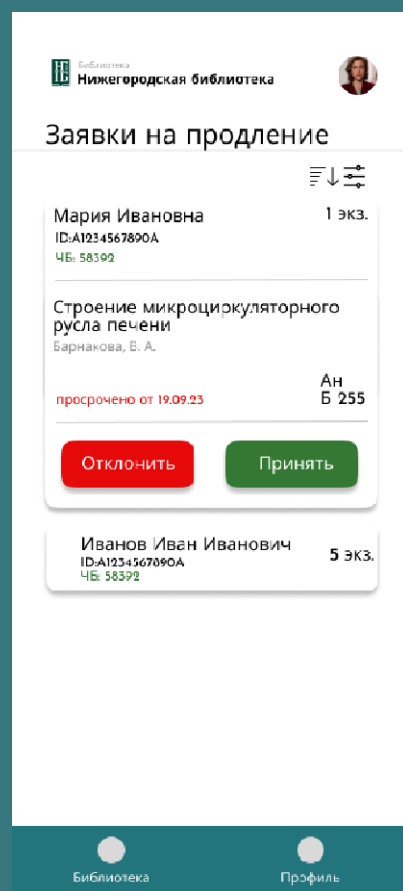 Библиотека
Нижегородская библиотека
Заявки на продление
Мария Ивановна 1 экз.
ID:A1234567890A
ЧБ: 58392
Строение микроциркуляторного
русла печени
Барнакова, В. А.
Ан
просрочено от 19.09.23 Б 255
Отклонить Принять
Иванов Иван Иванович 5 экз.
ID:A1234567890A
ЧБ: 58392
Библиотека Профиль